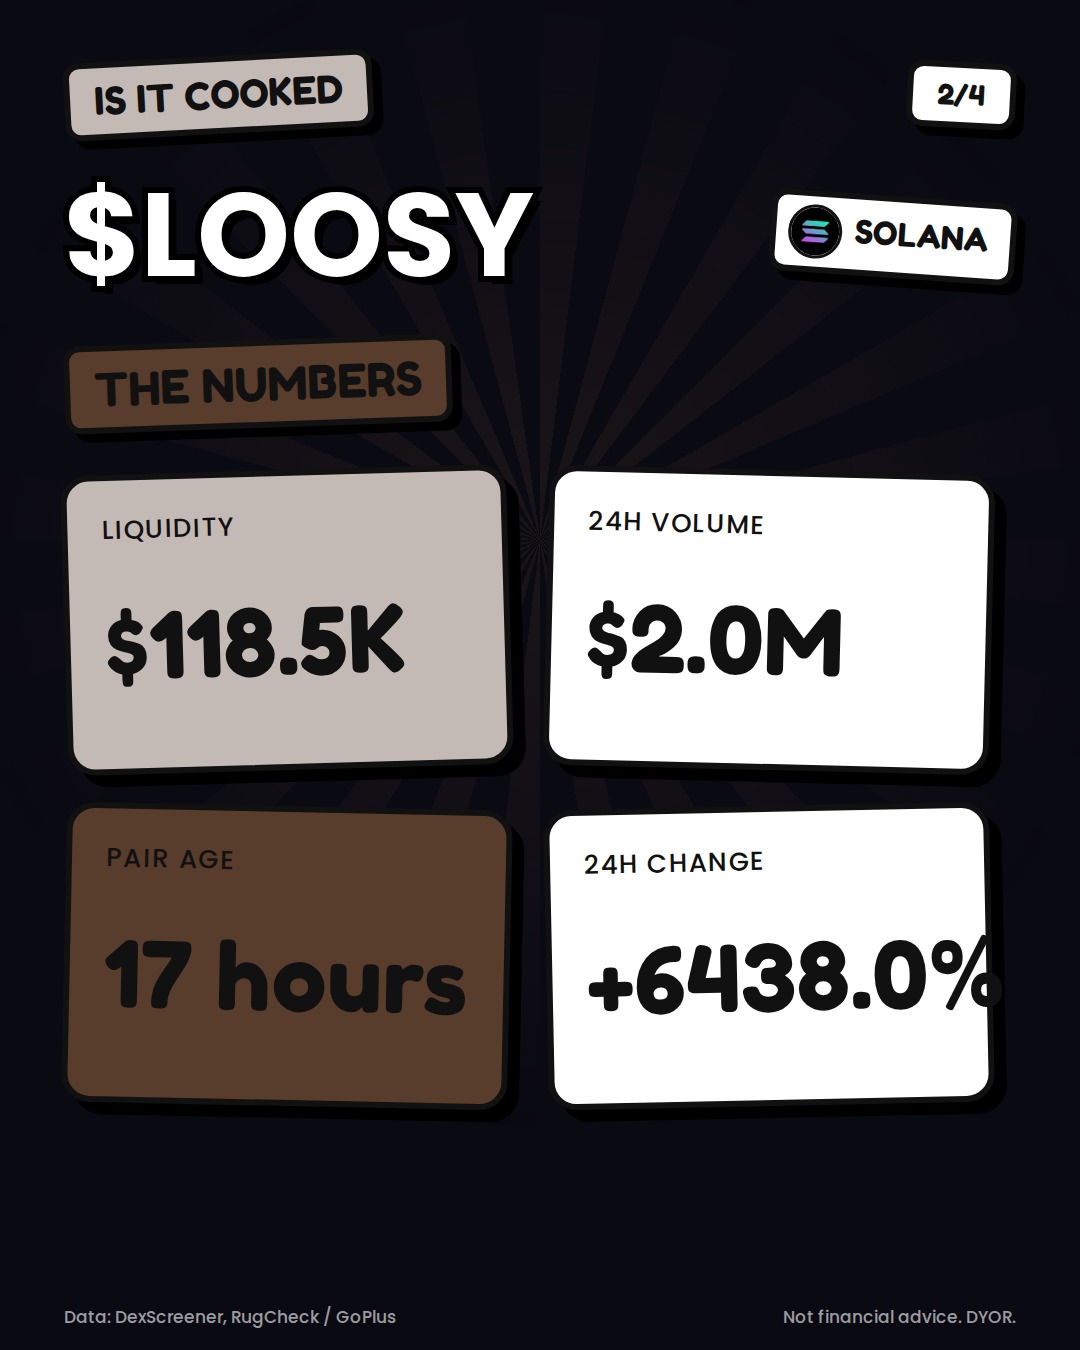 IS IT COOKED
2/4
$LOOSY
SOLANA
THE NUMBERS
LIQUIDITY
$118.5K
24H VOLUME
$2.0M
PAIR AGE
17 hours
24H CHANGE
+6438.0%
Data: DexScreener, RugCheck / GoPlus
Not financial advice. DYOR.